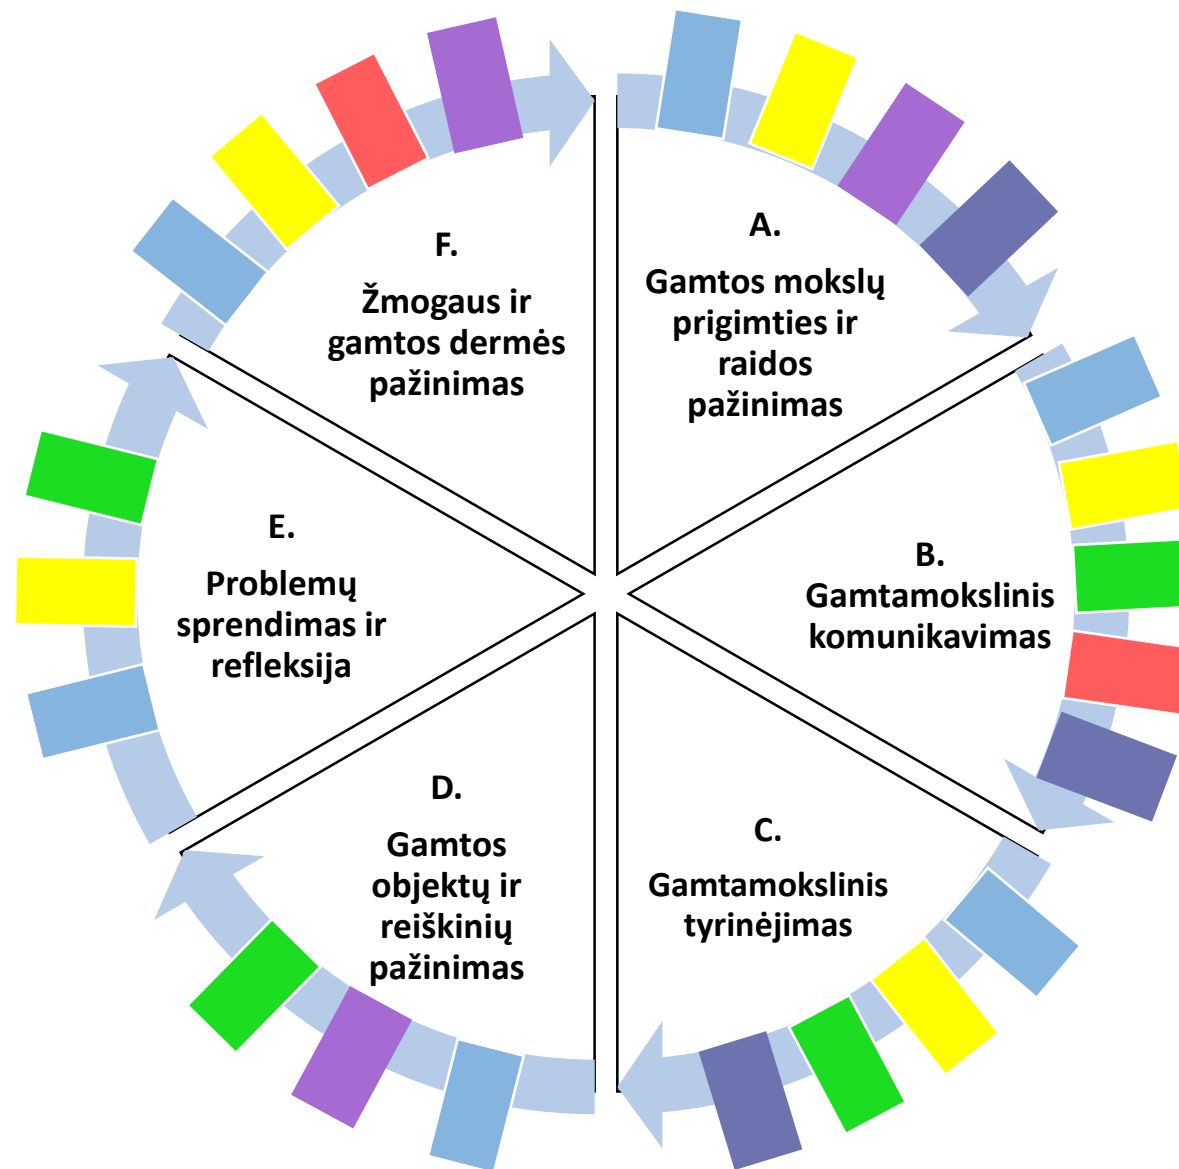 A.
Gamtos mokslų
prigimties ir
raidos
pažinimas
B.
Gamtamokslinis
komunikavimas
C.
Gamtamokslinis
tyrinėjimas
D.
Gamtos
objektų ir
reiškinių
pažinimas
E.
Problemų
sprendimas ir
refleksija
F.
Žmogaus ir
gamtos dermės
pažinimas